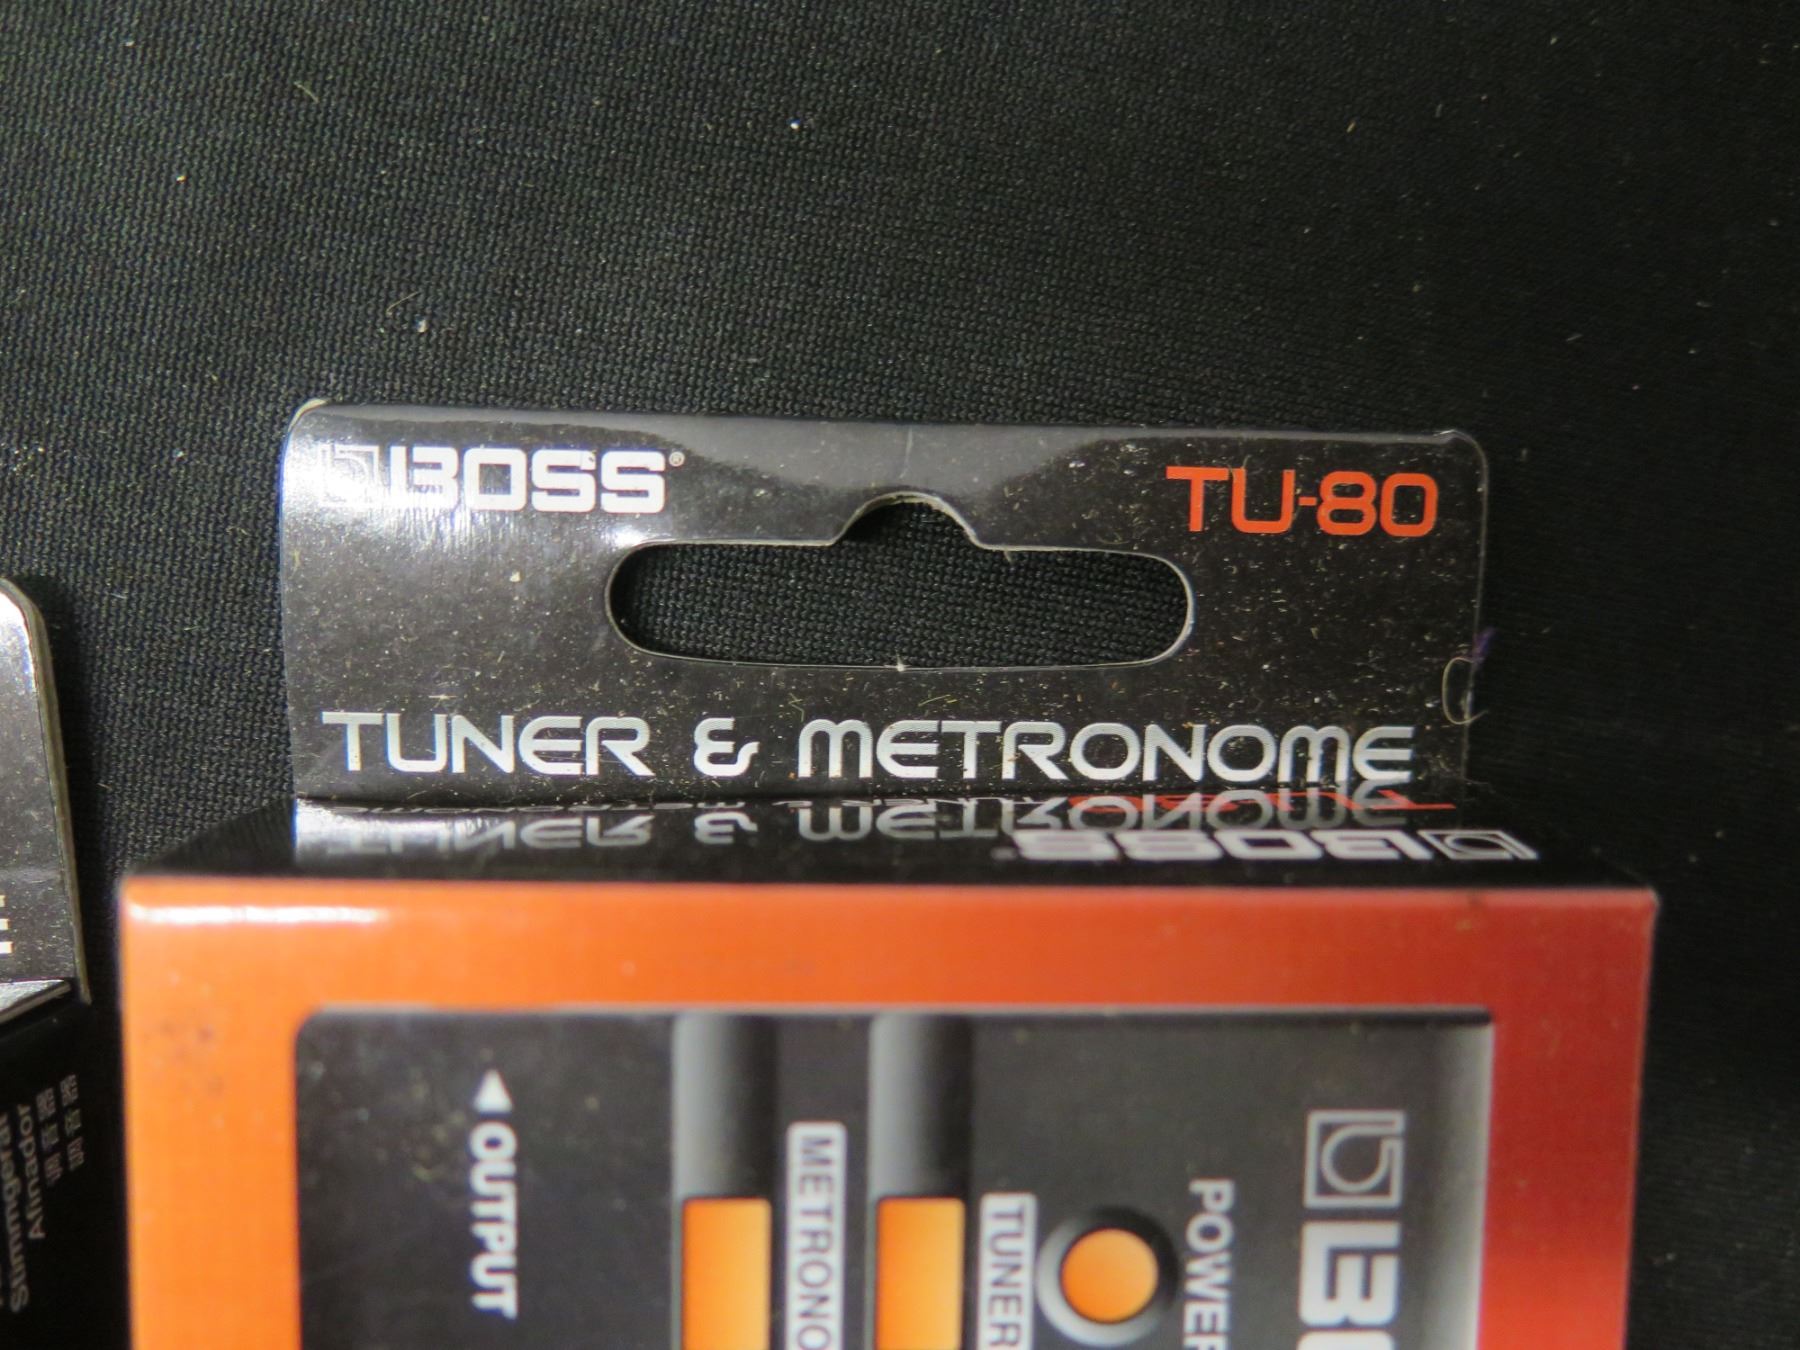 BOSS® TU-80
TUNER & METRONOME
BOSS
OUTPUT
METRONO
TUNER
POWER
Stimmgerät
Afinador